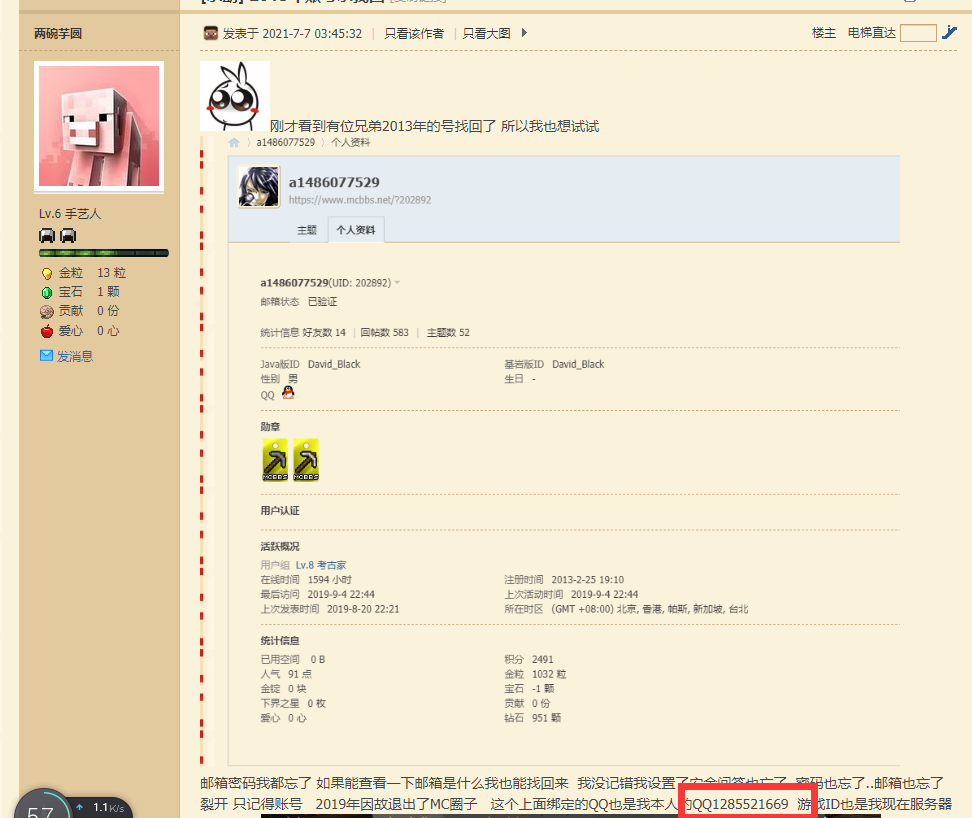 两碗芋圆
发表于 2021-7-7 03:45:32 | 只看该作者 | 只看大图
楼主 电梯直达
Lv.6 手艺人
金粒 13 粒
宝石 1 颗
贡献 0 份
爱心 0 心
发消息
刚才看到有位兄弟2013年的号找回了 所以我也想试试
a1486077529 〉 个人资料
a1486077529
https://www.mcbbs.net/?202892
主题 个人资料
a1486077529(UID: 202892)
邮箱状态 已验证
统计信息 好友数 14 | 回帖数 583 | 主题数 52
Java版ID David_Black 基岩版ID David_Black
性别 男 生日 -
QQ
勋章
MCBBS MCBBS
用户认证
活跃概况
用户组 Lv.8 考古家
在线时间 1594 小时 注册时间 2013-2-25 19:10
最后访问 2019-9-4 22:44 上次活动时间 2019-9-4 22:44
上次发表时间 2019-8-20 22:21 所在时区 (GMT +08:00) 北京, 香港, 帕斯, 新加坡, 台北
统计信息
已用空间 0 B 积分 2491
人气 91 点 金粒 1032 粒
金锭 0 块 宝石 -1 颗
下界之星 0 枚 贡献 0 份
爱心 0 心 钻石 951 颗
邮箱密码我都忘了 如果能查看一下邮箱是什么我也能找回来 我没记错我设置了安全问答也忘了 密码也忘了..邮箱也忘了
裂开 只记得账号 2019年因故退出了MC圈子 这个上面绑定的QQ也是我本人的QQ1285521669 游戏ID也是我现在服务器
57 1.1K/s